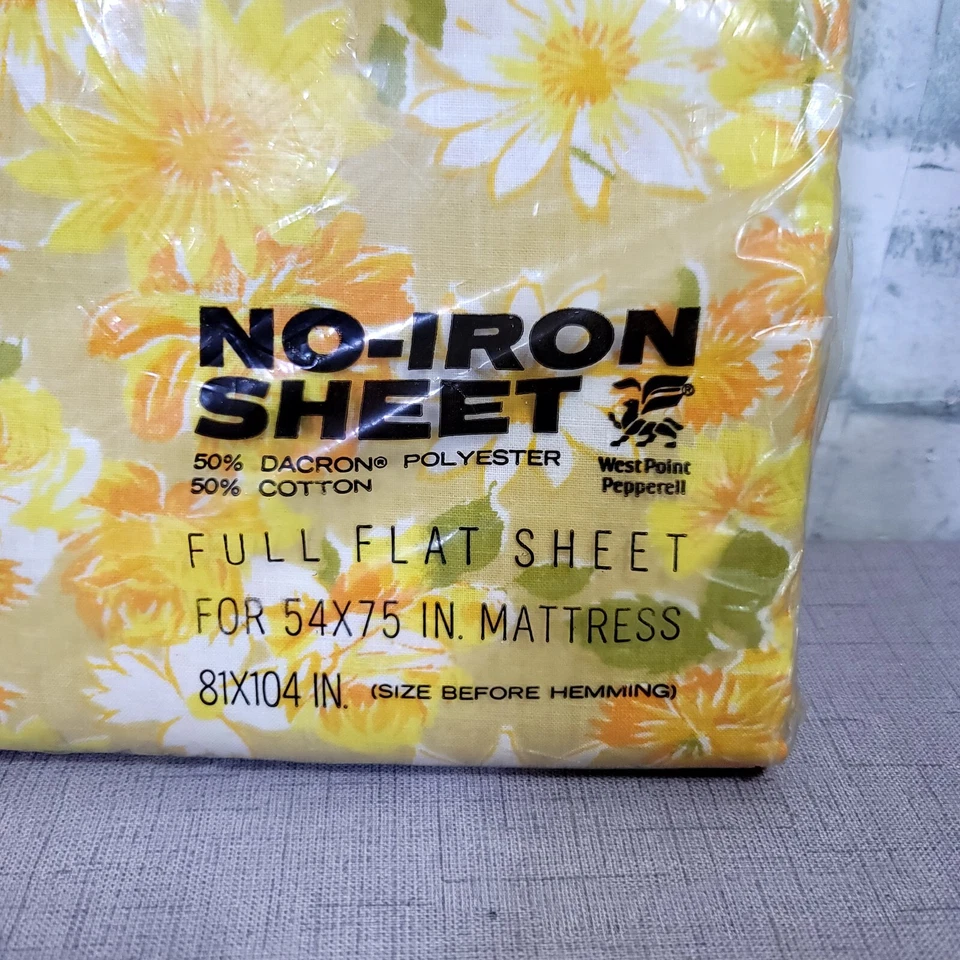 NO-IRON
SHEET
®
50% DACRON® POLYESTER
50% COTTON
West Point
Pepperell
FULL FLAT SHEET
FOR 54X75 IN. MATTRESS
81X104 IN. (SIZE BEFORE HEMMING)